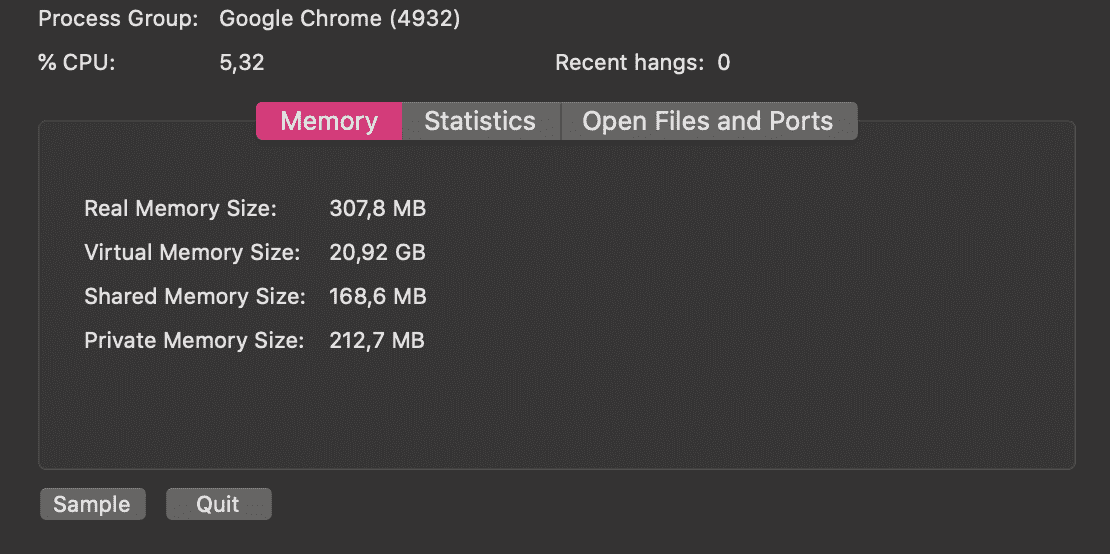 Process Group: Google Chrome (4932)
% CPU: 5,32 Recent hangs: 0
Memory Statistics Open Files and Ports
Real Memory Size: 307,8 MB
Virtual Memory Size: 20,92 GB
Shared Memory Size: 168,6 MB
Private Memory Size: 212,7 MB
Sample Quit